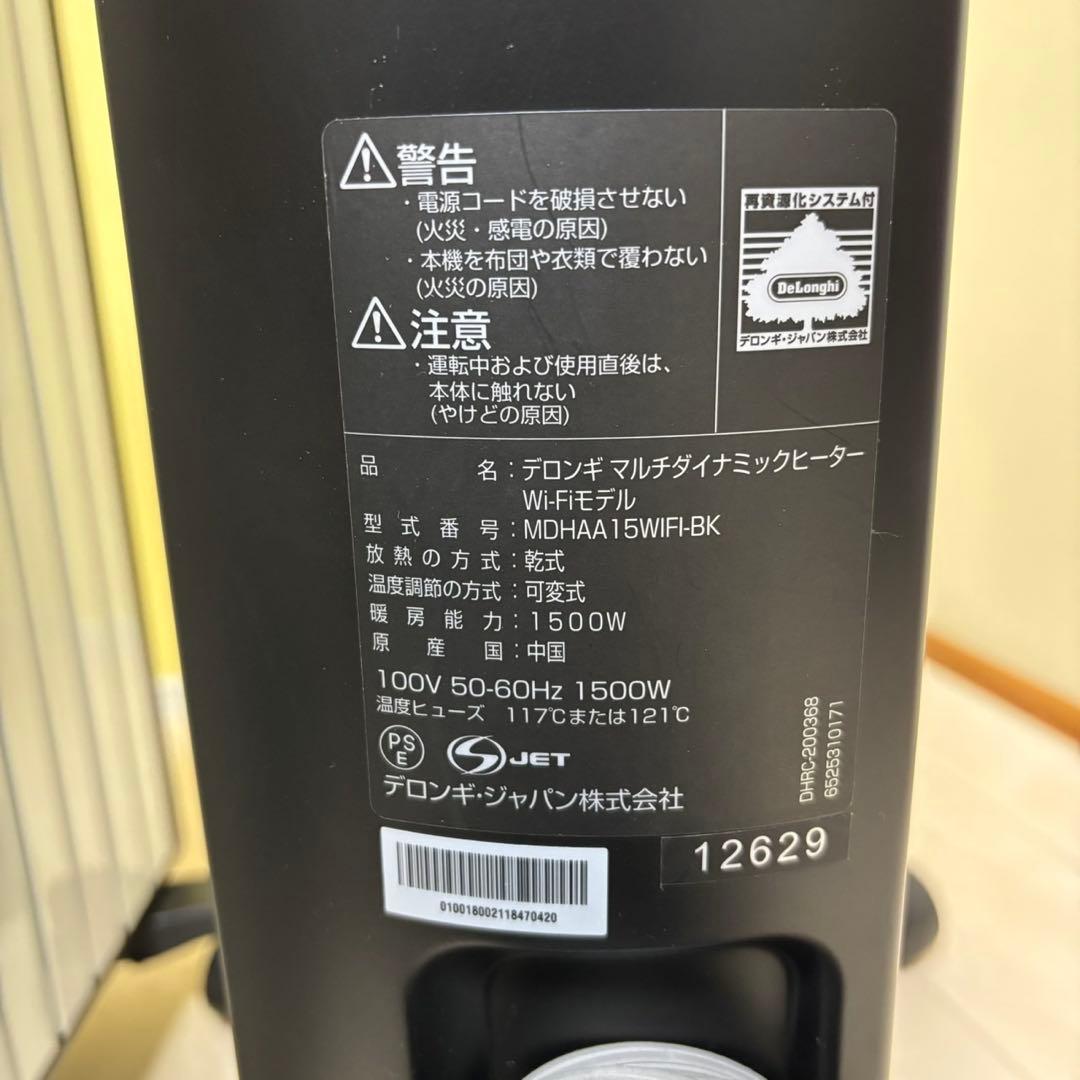 警告
・電源コードを破損させない
(火災・感電の原因)
・本機を布団や衣類で覆わない
(火災の原因)
注意
・運転中および使用直後は、
本体に触れない
(やけどの原因)
再資源化システム付
DeLonghi
デロンギ・ジャパン株式会社
品名：デロンギ マルチダイナミックヒーター
Wi-Fiモデル
型式番号：MDHAA15WIFI-BK
放熱の方式：乾式
温度調節の方式：可変式
暖房能力：1500W
原産国：中国
100V 50-60Hz 1500W
温度ヒューズ 117℃または121℃
PS
E
JET
デロンギ・ジャパン株式会社
DHRC-200368
6525310171
12629
010018002118470420